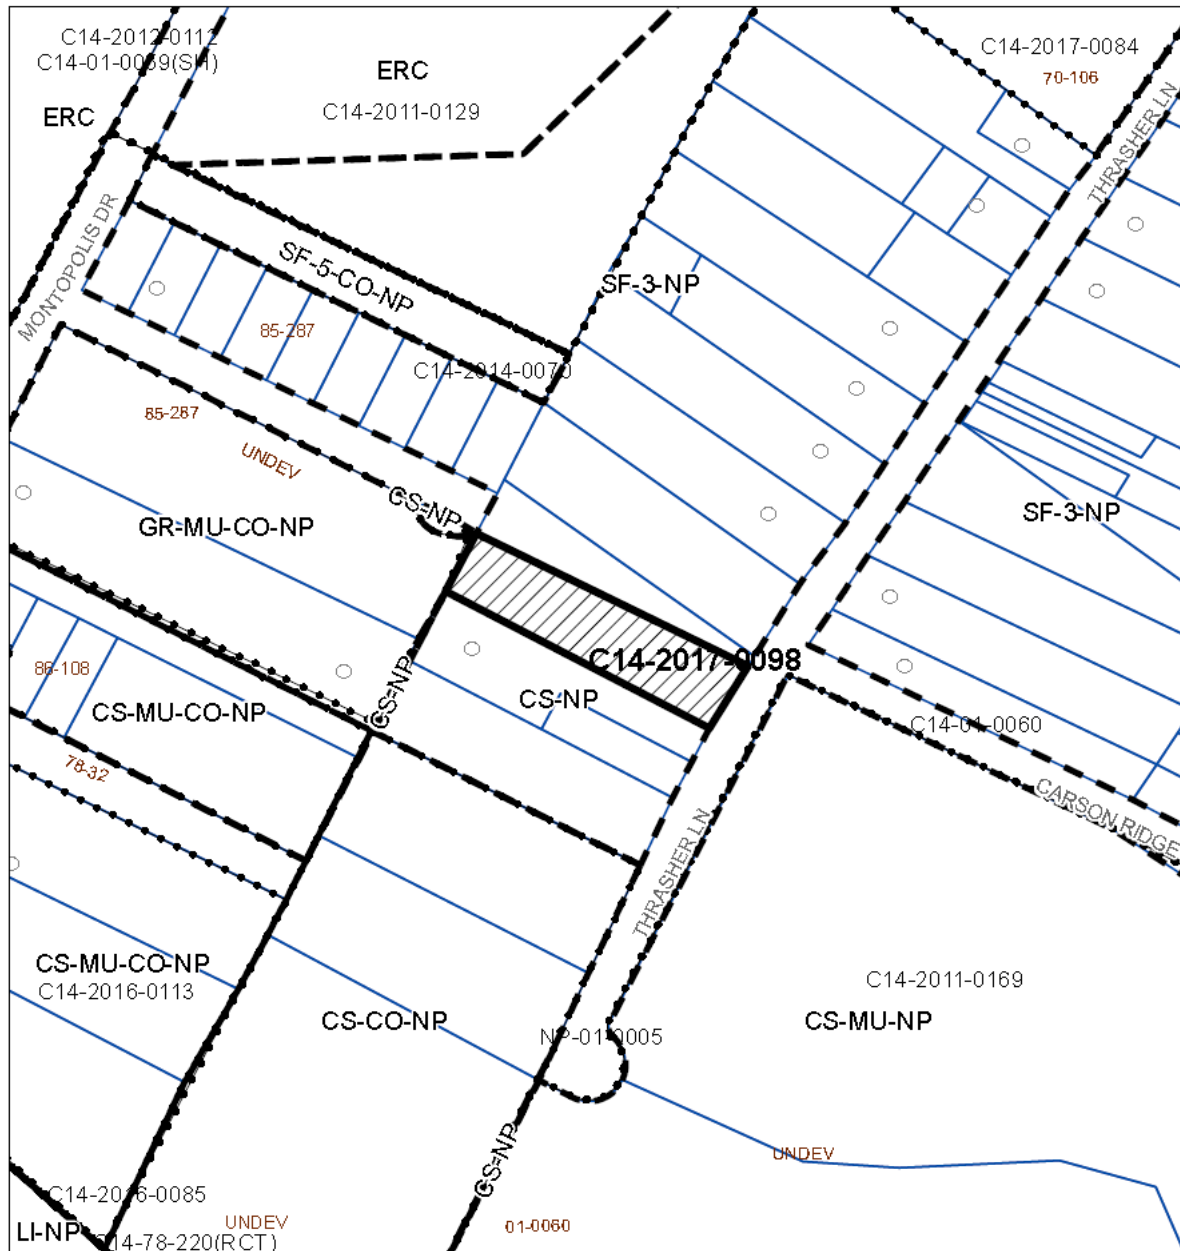 C14-2012-0112
C14-01-0059(SH)
ERC
ERC
C14-2011-0129
C14-2017-0084
70-106
THRASHER LN
MONTOPOLIS DR
SF-5-CO-NP
SF-3-NP
85-287
C14-2014-0070
85-287
UNDEV
CS-NP
GR-MU-CO-NP
SF-3-NP
C14-2017-0098
86-108
CS-MU-CO-NP
CS-NP
CS-NP
C14-01-0060
78-32
CARSON RIDGE
THRASHER LN
CS-MU-CO-NP
C14-2016-0113
C14-2011-0169
CS-CO-NP
CS-MU-NP
NP-01-0005
UNDEV
CS-NP
C14-2016-0085
UNDEV
01-0060
LI-NP
C14-78-220(RCT)